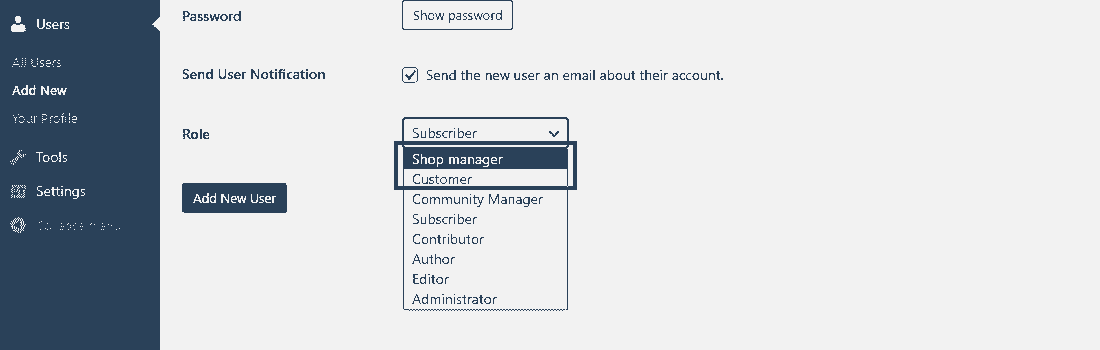 Users
All Users
Add New
Your Profile
Tools
Settings
Collapse menu
Password
Show password
Send User Notification
Send the new user an email about their account.
Role
Subscriber
Shop manager
Customer
Community Manager
Subscriber
Contributor
Author
Editor
Administrator
Add New User